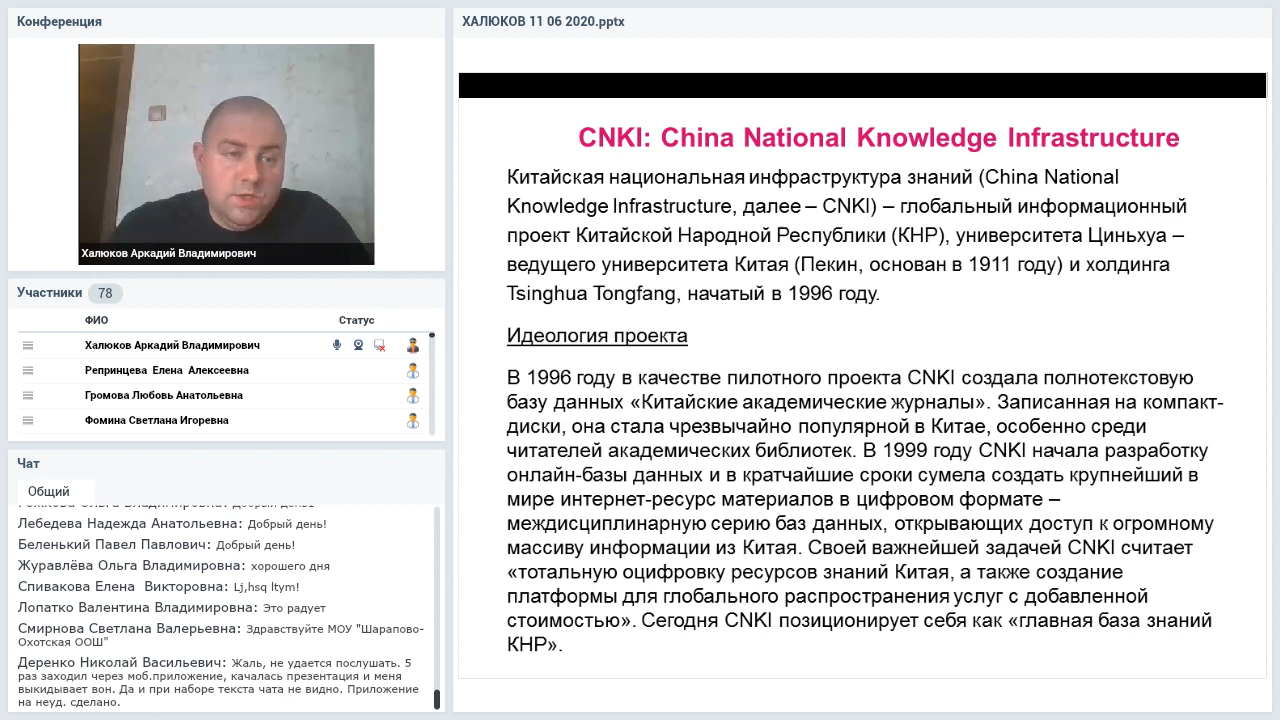 Конференция
Халюков Аркадий Владимирович
Участники 78
ФИО Статус
Халюков Аркадий Владимирович
Репринцева Елена Алексеевна
Громова Любовь Анатольевна
Фомина Светлана Игоревна
Чат
Общий
Лебедева Надежда Анатольевна: Добрый день!
Беленький Павел Павлович: Добрый день!
Журавлёва Ольга Владимировна: хорошего дня
Спивакова Елена Викторовна: Lj,hsq ltym!
Лопатко Валентина Владимировна: Это радует
Смирнова Светлана Валерьевна: Здравствуйте МОУ "Шарапово-
Охотская ООШ"
Деренко Николай Васильевич: Жаль, не удается послушать. 5
раз заходил через моб.приложение, качалась презентация и меня
выкидывает вон. Да и при наборе текста чата не видно. Приложение
на неуд. сделано.
ХАЛЮКОВ 11 06 2020.pptx
CNKI: China National Knowledge Infrastructure
Китайская национальная инфраструктура знаний (China National
Knowledge Infrastructure, далее – CNKI) – глобальный информационный
проект Китайской Народной Республики (КНР), университета Циньхуа –
ведущего университета Китая (Пекин, основан в 1911 году) и холдинга
Tsinghua Tongfang, начатый в 1996 году.
Идеология проекта
В 1996 году в качестве пилотного проекта CNKI создала полнотекстовую
базу данных «Китайские академические журналы». Записанная на компакт-
диски, она стала чрезвычайно популярной в Китае, особенно среди
читателей академических библиотек. В 1999 году CNKI начала разработку
онлайн-базы данных и в кратчайшие сроки сумела создать крупнейший в
мире интернет-ресурс материалов в цифровом формате –
междисциплинарную серию баз данных, открывающих доступ к огромному
массиву информации из Китая. Своей важнейшей задачей CNKI считает
«тотальную оцифровку ресурсов знаний Китая, а также создание
платформы для глобального распространения услуг с добавленной
стоимостью». Сегодня CNKI позиционирует себя как «главная база знаний
КНР».